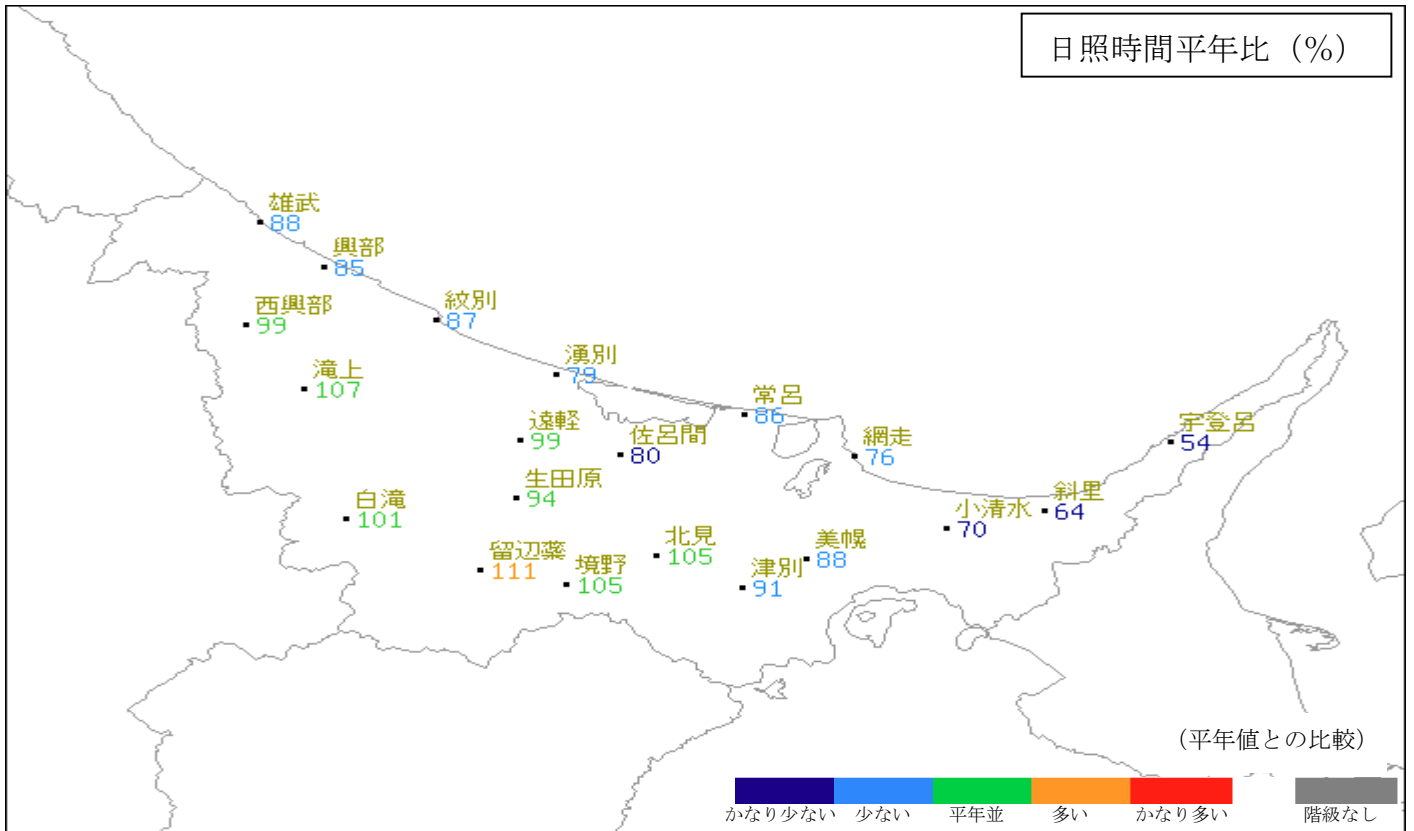 日照時間平年比（%）
雄武
88
興部
85
西興部
99
紋別
87
滝上
107
湧別
79
常呂
86
遠軽
99
佐呂間
80
網走
76
宇登呂
54
生田原
94
白滝
101
斜里
64
小清水
70
留辺蘂
111
境野
105
北見
105
美幌
88
津別
91
（平年値との比較）
かなり少ない 少ない 平年並 多い かなり多い 階級なし